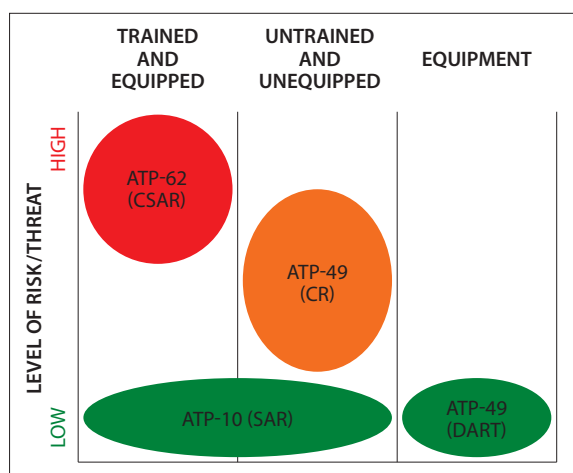 TRAINED
AND
EQUIPPED
UNTRAINED
AND
UNEQUIPPED
EQUIPMENT
LEVEL OF RISK/THREAT
HIGH
LOW
ATP-62
(CSAR)
ATP-49
(CR)
ATP-10 (SAR)
ATP-49
(DART)